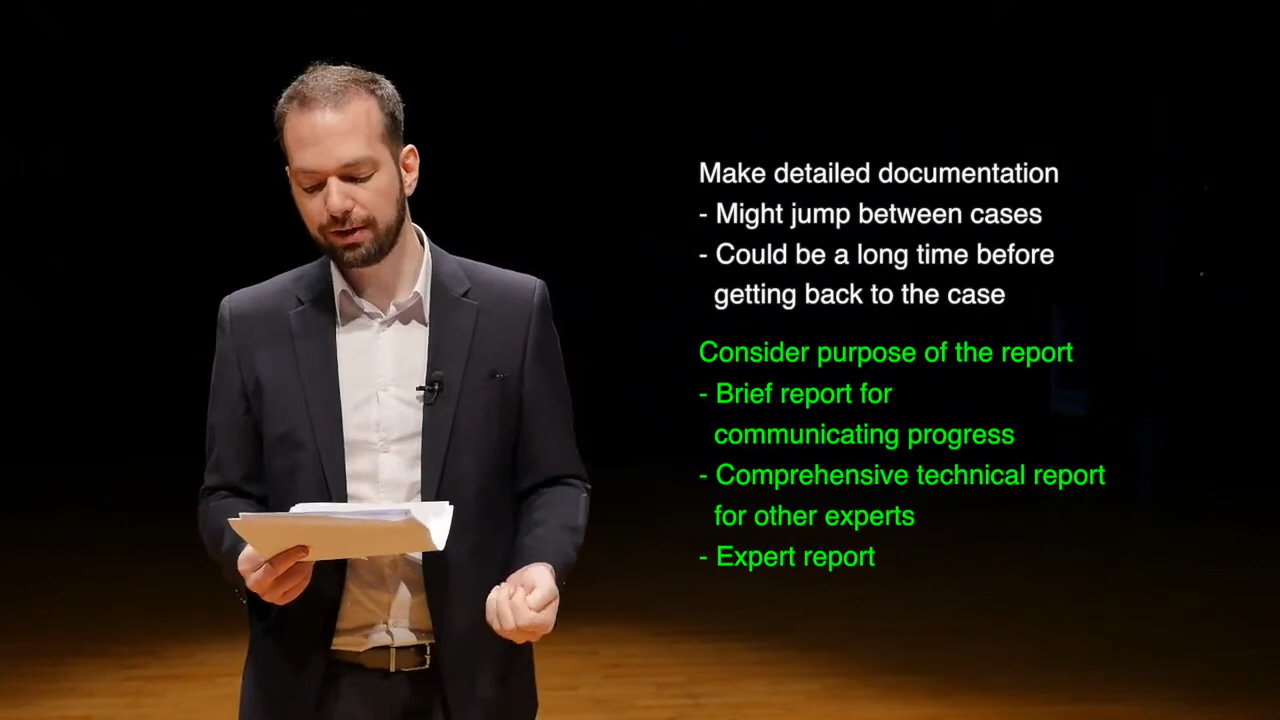 Make detailed documentation
- Might jump between cases
- Could be a long time before
getting back to the case
Consider purpose of the report
- Brief report for
communicating progress
- Comprehensive technical report
for other experts
- Expert report